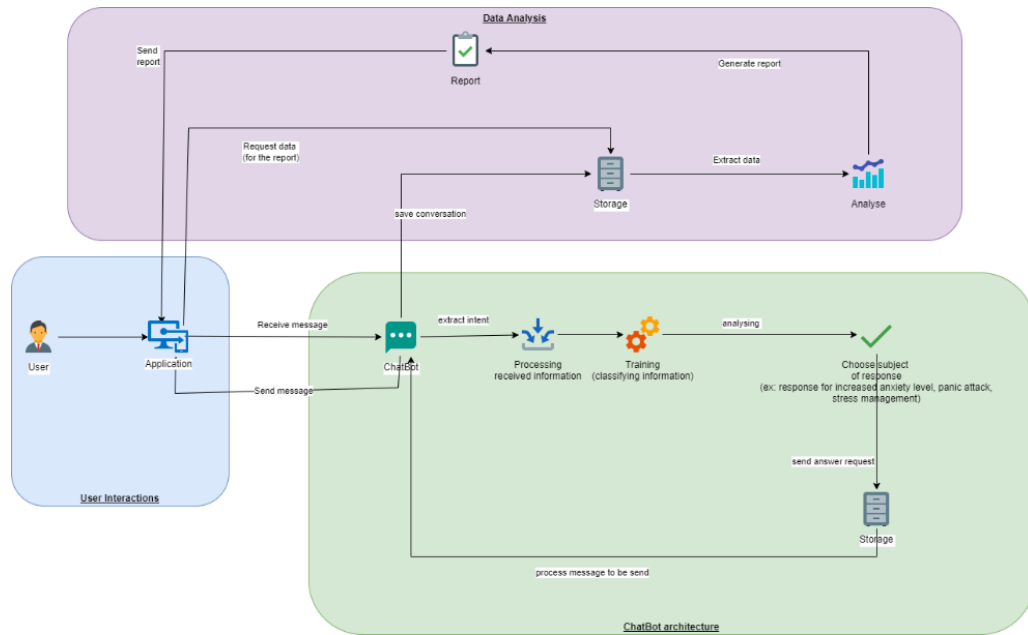 Data Analysis
Send
report
Report
Generate report
Request data
(for the report)
Storage
Extract data
Analyse
save conversation
User
Application
Receive message
Send message
User Interactions
ChatBot
extract intent
Processing
received information
Training
(classifying information)
analysing
Choose subject
of response
(ex: response for increased anxiety level, panic attack,
stress management)
send answer request
Storage
process message to be send
ChatBot architecture